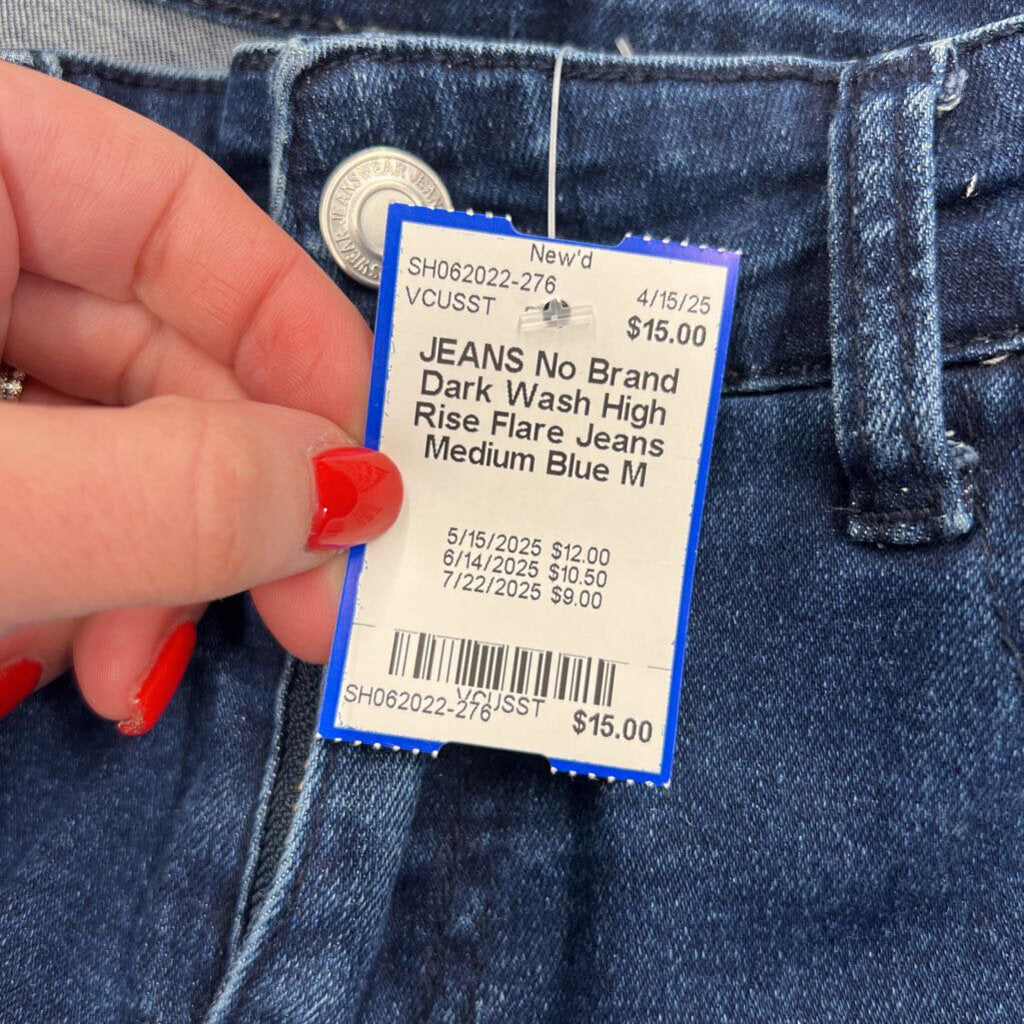 JEANSWEAR JEANSWEAR
New'd
SH062022-276
4/15/25
VCUSST
$15.00
JEANS No Brand
Dark Wash High
Rise Flare Jeans
Medium Blue M
5/15/2025 $12.00
6/14/2025 $10.50
7/22/2025 $9.00
VCUSST
SH062022-276
$15.00